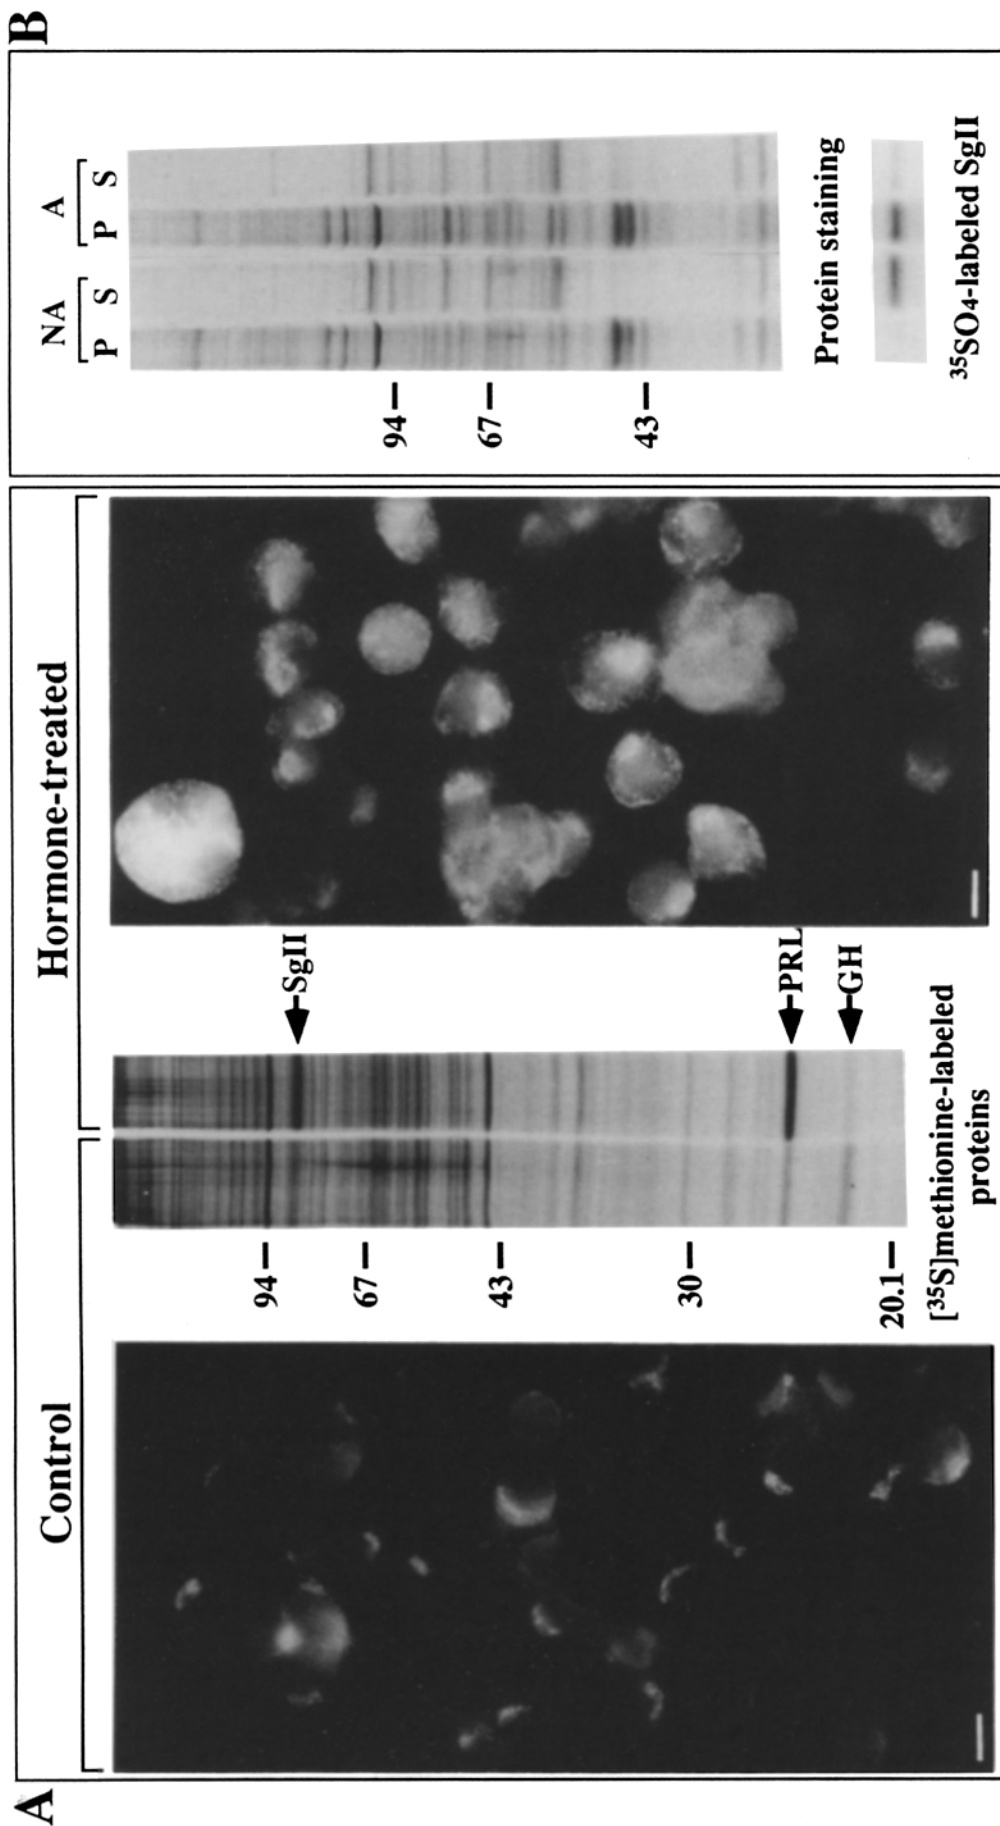 A
Control
Hormone-treated
94
67
43
30
20.1
SgII
PRL
GH
[³⁵S]methionine-labeled
proteins
B
NA
A
P S P S
94
67
43
Protein staining
³⁵SO₄-labeled SgII